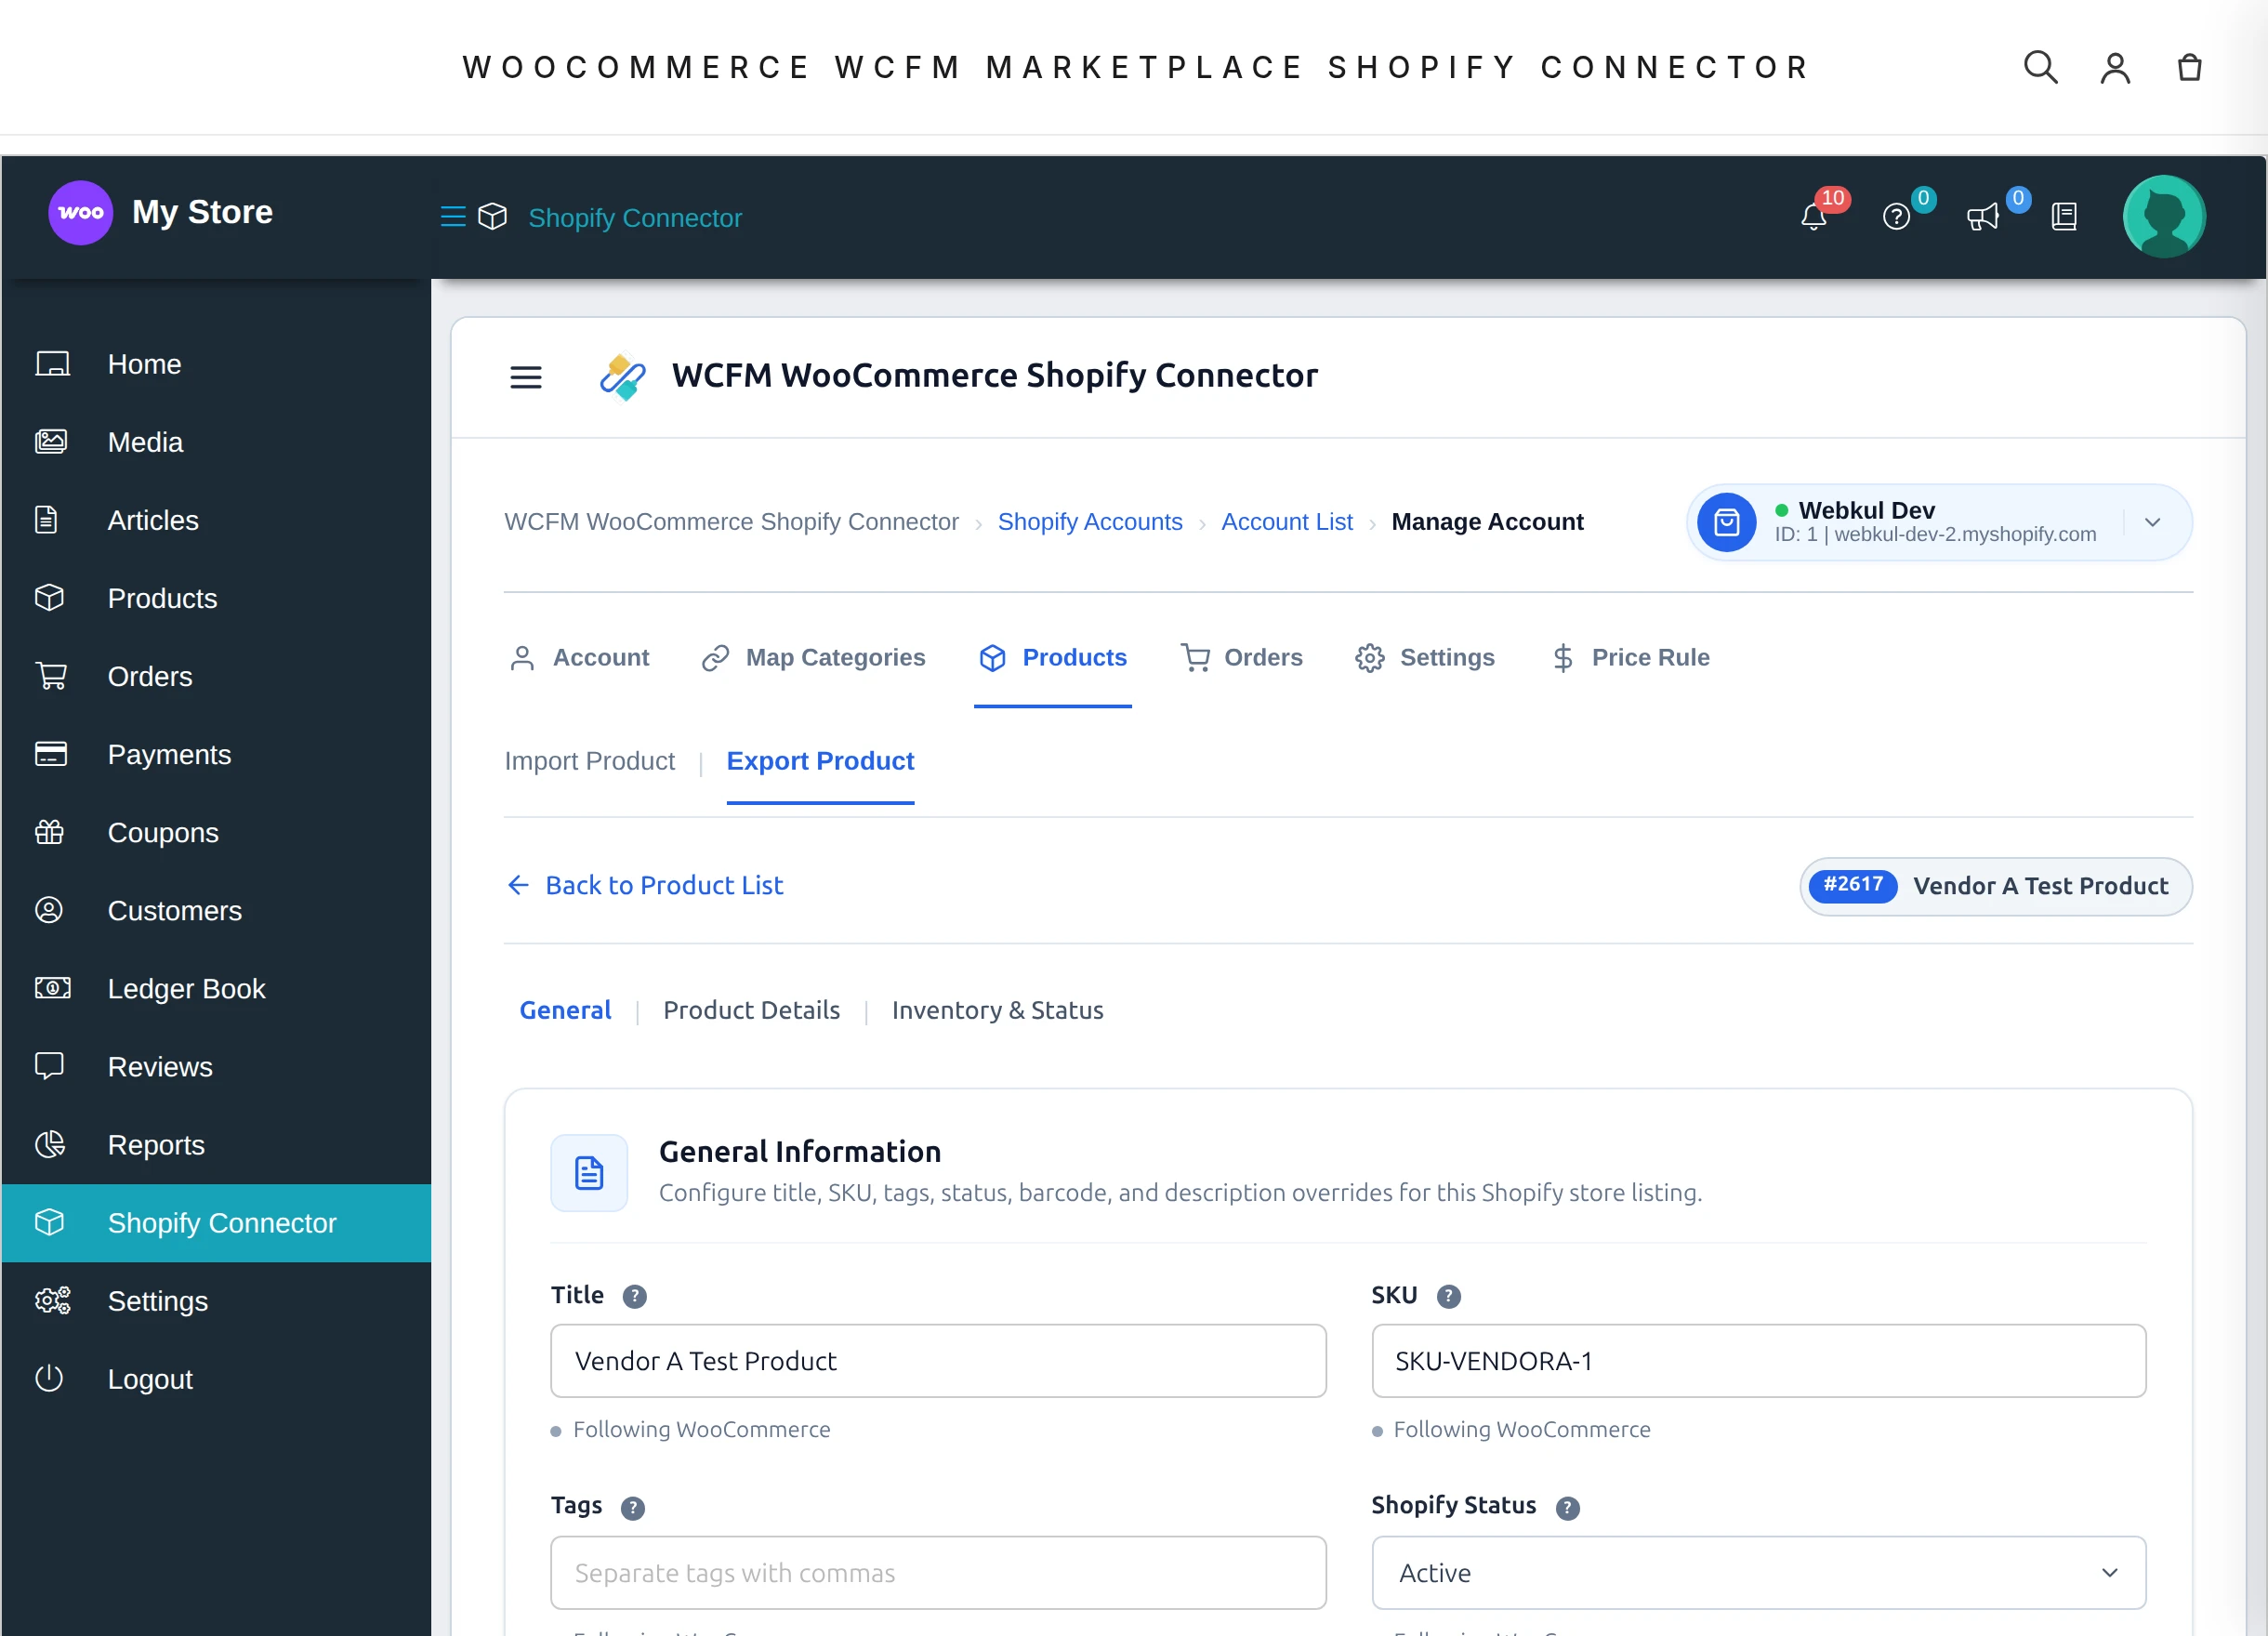 WOOCOMMERCE WCFM MARKETPLACE SHOPIFY CONNECTOR
woo My Store
Shopify Connector
10
0
0
Home
Media
Articles
Products
Orders
Payments
Coupons
Customers
Ledger Book
Reviews
Reports
Shopify Connector
Settings
Logout
WCFM WooCommerce Shopify Connector
WCFM WooCommerce Shopify Connector › Shopify Accounts › Account List › Manage Account
Webkul Dev
ID: 1 | webkul-dev-2.myshopify.com
Account Map Categories Products Orders Settings Price Rule
Import Product | Export Product
← Back to Product List
#2617 Vendor A Test Product
General | Product Details | Inventory & Status
General Information
Configure title, SKU, tags, status, barcode, and description overrides for this Shopify store listing.
Title ? SKU ?
Vendor A Test Product SKU-VENDORA-1
Following WooCommerce Following WooCommerce
Tags ? Shopify Status ?
Separate tags with commas Active